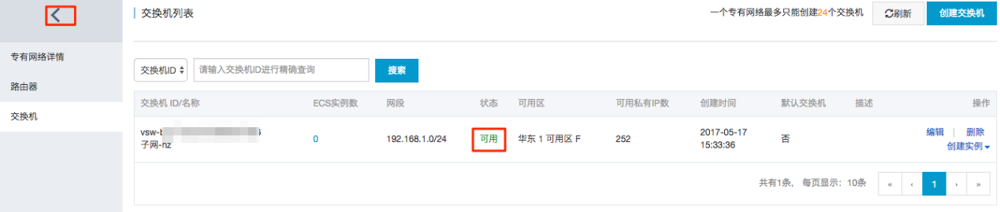 交换机列表
一个专有网络最多只能创建24个交换机
刷新
创建交换机
专有网络详情
路由器
交换机
交换机ID
请输入交换机ID进行精确查询
搜索
交换机 ID/名称 ECS实例数 网段 状态 可用区 可用私有IP数 创建时间 默认交换机 描述 操作
vsw-
子网-hz
0
192.168.1.0/24
可用
华东 1 可用区 F
252
2017-05-17
15:33:36
否
编辑 | 删除
创建实例
共有1条, 每页显示: 10条
« ‹ 1 › »